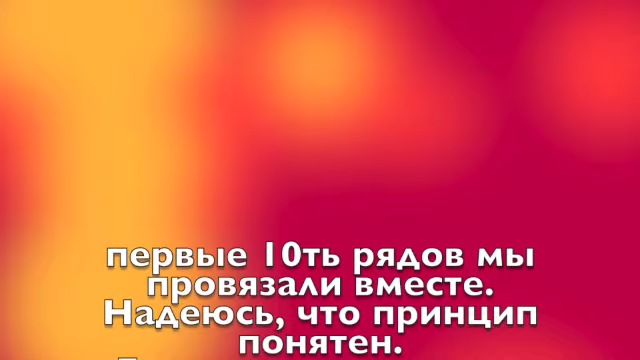 первые 10ть рядов мы
провязали вместе.
Надеюсь, что принцип
понятен.